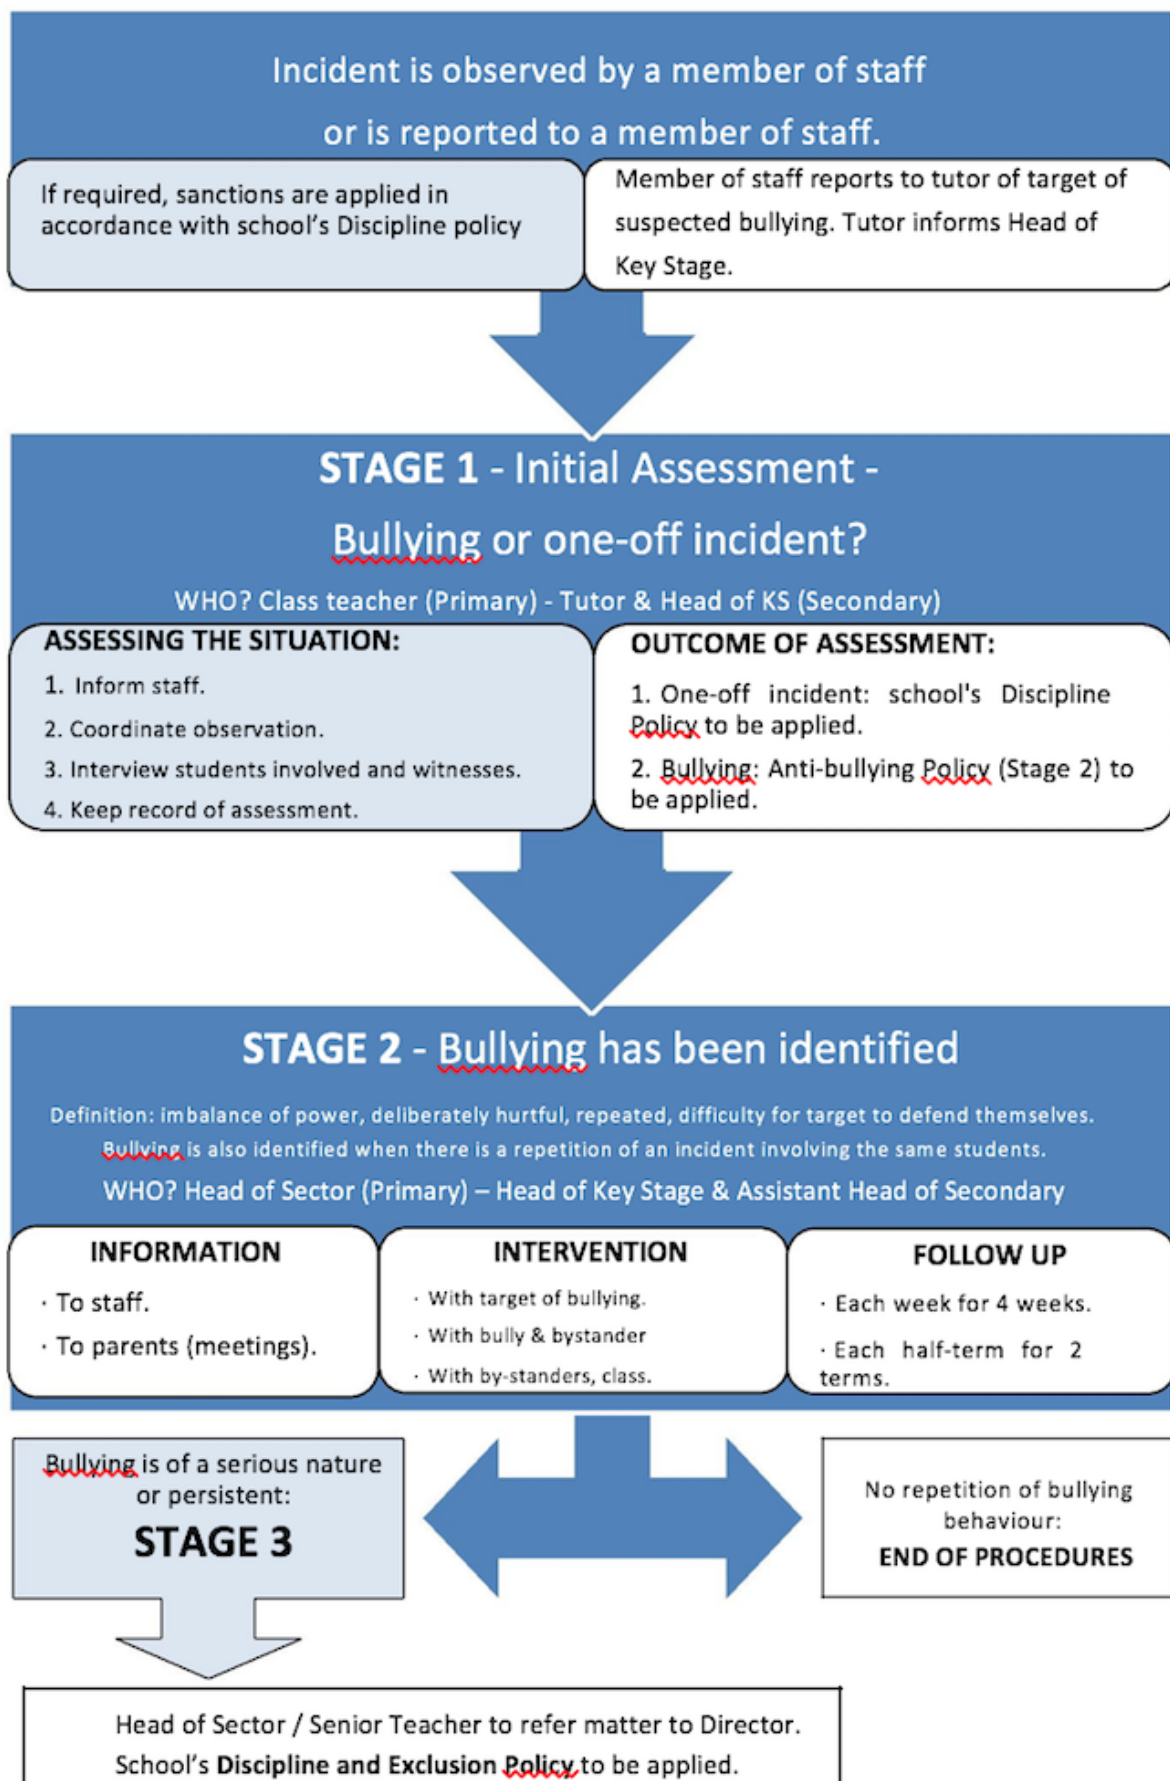 Incident is observed by a member of staff
or is reported to a member of staff.
If required, sanctions are applied in
accordance with school's Discipline policy
Member of staff reports to tutor of target of
suspected bullying. Tutor informs Head of
Key Stage.
STAGE 1 - Initial Assessment -
Bullying or one-off incident?
WHO? Class teacher (Primary) - Tutor & Head of KS (Secondary)
ASSESSING THE SITUATION:
1. Inform staff.
2. Coordinate observation.
3. Interview students involved and witnesses.
4. Keep record of assessment.
OUTCOME OF ASSESSMENT:
1. One-off incident: school's Discipline
Policy to be applied.
2. Bullying: Anti-bullying Policy (Stage 2) to
be applied.
STAGE 2 - Bullying has been identified
Definition: imbalance of power, deliberately hurtful, repeated, difficulty for target to defend themselves.
Bullying is also identified when there is a repetition of an incident involving the same students.
WHO? Head of Sector (Primary) – Head of Key Stage & Assistant Head of Secondary
INFORMATION
· To staff.
· To parents (meetings).
INTERVENTION
· With target of bullying.
· With bully & bystander
· With by-standers, class.
FOLLOW UP
· Each week for 4 weeks.
· Each half-term for 2
terms.
Bullying is of a serious nature
or persistent:
STAGE 3
No repetition of bullying
behaviour:
END OF PROCEDURES
Head of Sector / Senior Teacher to refer matter to Director.
School's Discipline and Exclusion Policy to be applied.